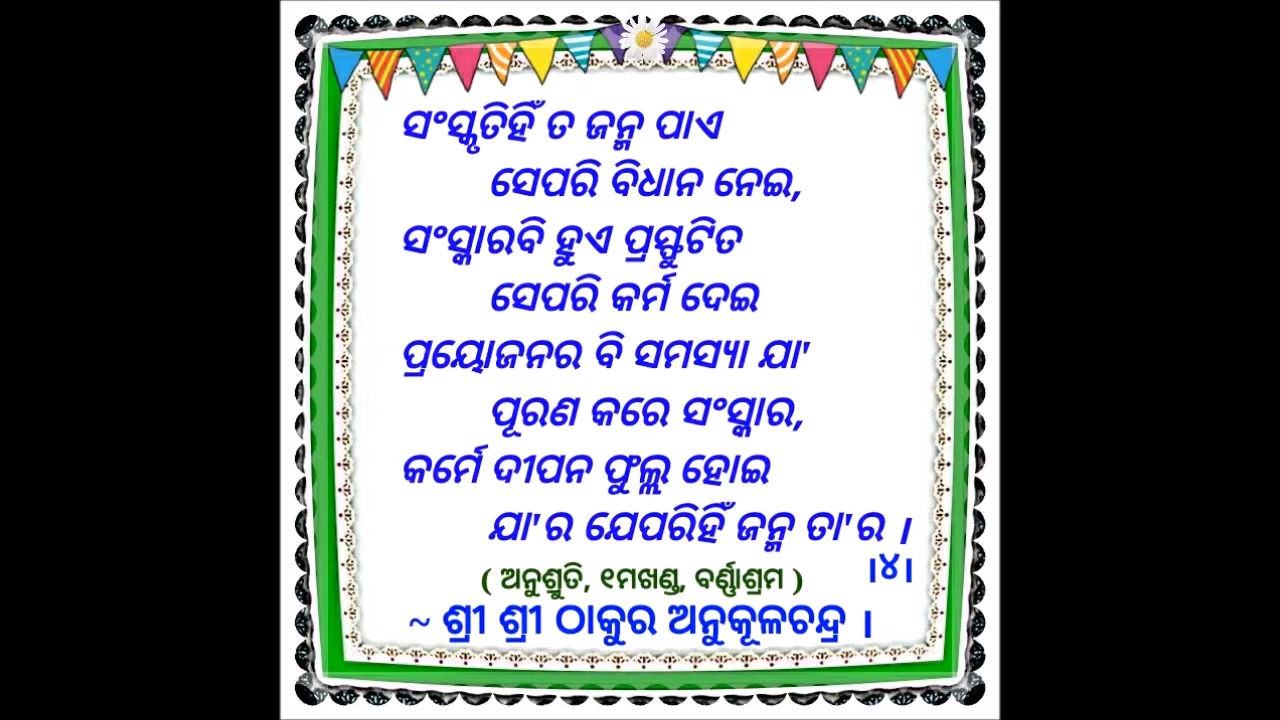 ସଂସ୍କୃତିହିଁ ତ ଜନ୍ମ ପାଏ
ସେପରି ବିଧାନ ନେଇ,
ସଂସ୍କାରବି ହୁଏ ପ୍ରସ୍ଫୁଟିତ
ସେପରି କର୍ମ ଦେଇ
ପ୍ରୟୋଜନର ବି ସମସ୍ୟା ଯା'
ପୂରଣ କରେ ସଂସ୍କାର,
କର୍ମେ ଦୀପନ ଫୁଲ୍ଲ ହୋଇ
ଯା'ର ଯେପରିହିଁ ଜନ୍ମ ତା'ର ।
।୪।
( ଅନୁଶ୍ରୁତି, ୧ମଖଣ୍ଡ, ବର୍ଣ୍ଣାଶ୍ରମ )
~ ଶ୍ରୀ ଶ୍ରୀ ଠାକୁର ଅନୁକୂଳଚନ୍ଦ୍ର ।